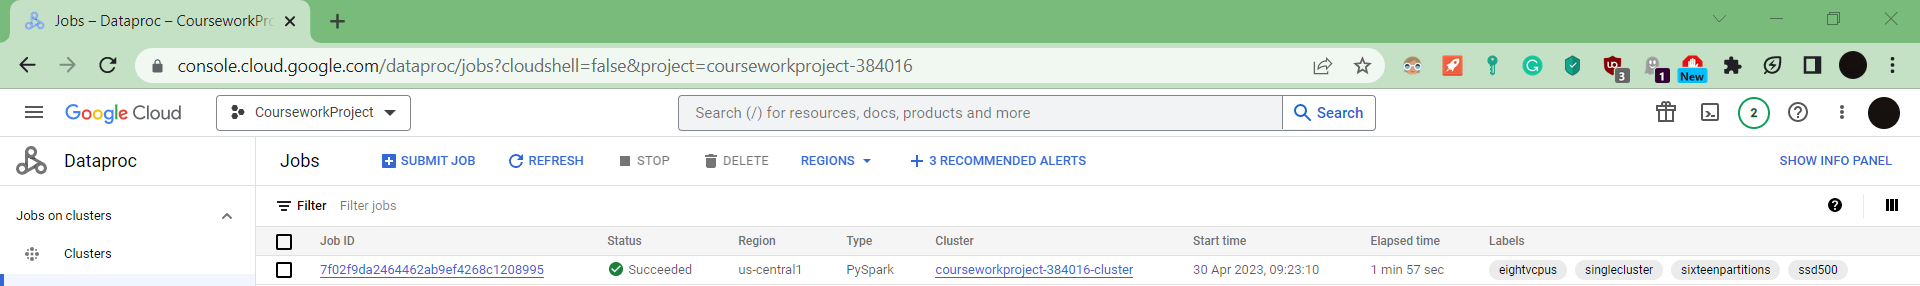 Jobs – Dataproc – CourseworkPr
console.cloud.google.com/dataproc/jobs?cloudshell=false&project=courseworkproject-384016
3 1 New
Google Cloud CourseworkProject Search (/) for resources, docs, products and more Search 2
Dataproc Jobs SUBMIT JOB REFRESH STOP DELETE REGIONS 3 RECOMMENDED ALERTS SHOW INFO PANEL
Jobs on clusters Filter Filter jobs
Job ID Status Region Type Cluster Start time Elapsed time Labels
Clusters
7f02f9da2464462ab9ef4268c1208995 Succeeded us-central1 PySpark courseworkproject-384016-cluster 30 Apr 2023, 09:23:10 1 min 57 sec eightvcpus singlecluster sixteenpartitions ssd500